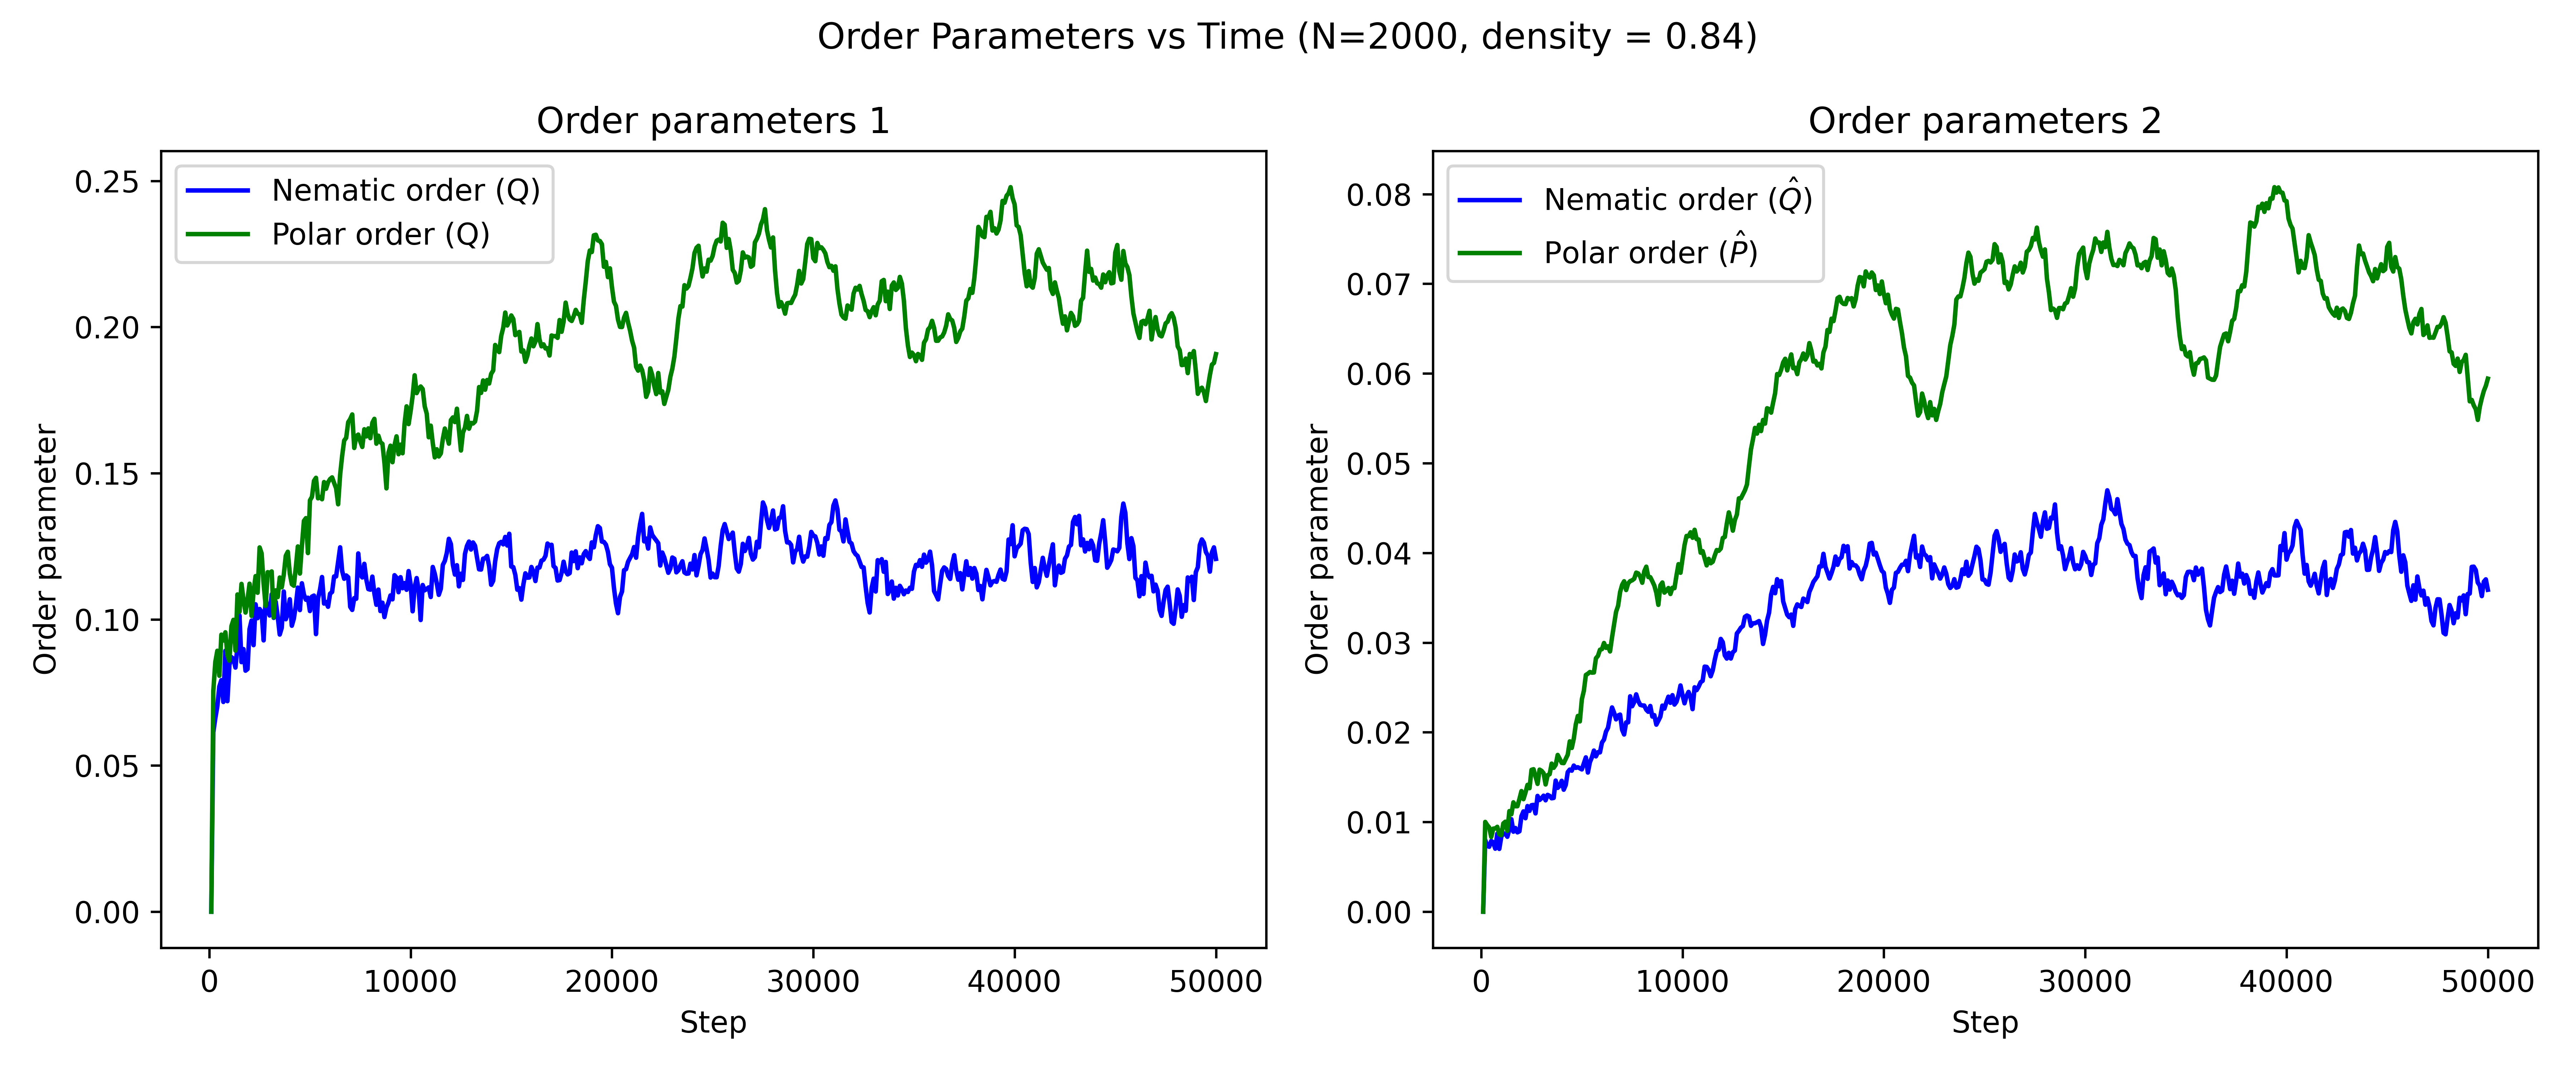 Order Parameters vs Time (N=2000, density = 0.84)
Order parameters 1
Nematic order (Q)
Polar order (Q)
Order parameter
0.25
0.20
0.15
0.10
0.05
0.00
0 10000 20000 30000 40000 50000
Step
Order parameters 2
Nematic order (Q̂)
Polar order (P̂)
Order parameter
0.08
0.07
0.06
0.05
0.04
0.03
0.02
0.01
0.00
0 10000 20000 30000 40000 50000
Step